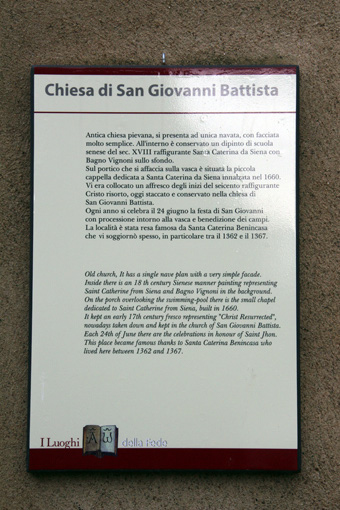 Chiesa di San Giovanni Battista
Antica chiesa pievana, si presenta ad unica navata, con facciata
molto semplice. All'interno è conservato un dipinto di scuola
senese del sec. XVIII raffigurante Santa Caterina da Siena con
Bagno Vignoni sullo sfondo.
Sul portico che si affaccia sulla vasca è situata la piccola
cappella dedicata a Santa Caterina da Siena innalzata nel 1660.
Vi era collocato un affresco degli inizi del seicento raffigurante
Cristo risorto, oggi staccato e conservato nella chiesa di
San Giovanni Battista.
Ogni anno si celebra il 24 giugno la festa di San Giovanni
con processione intorno alla vasca e benedizione dei campi.
La località è stata resa famosa da Santa Caterina Benincasa
che vi soggiornò spesso, in particolare tra il 1362 e il 1367.
Old church, It has a single nave plan with a very simple facade.
Inside there is an 18 th century Sienese manner painting representing
Saint Catherine from Siena and Bagno Vignoni in the background.
On the porch overlooking the swimming-pool there is the small chapel
dedicated to Saint Catherine from Siena, built in 1660.
It kept an early 17th century fresco representing "Christ Resurrected",
nowadays taken down and kept in the church of San Giovanni Battista.
Each 24th of June there are the celebrations in honour of Saint Jhon.
This place became famous thanks to Santa Caterina Benincasa who
lived here between 1362 and 1367.
I Luoghi Α Ω della Fede